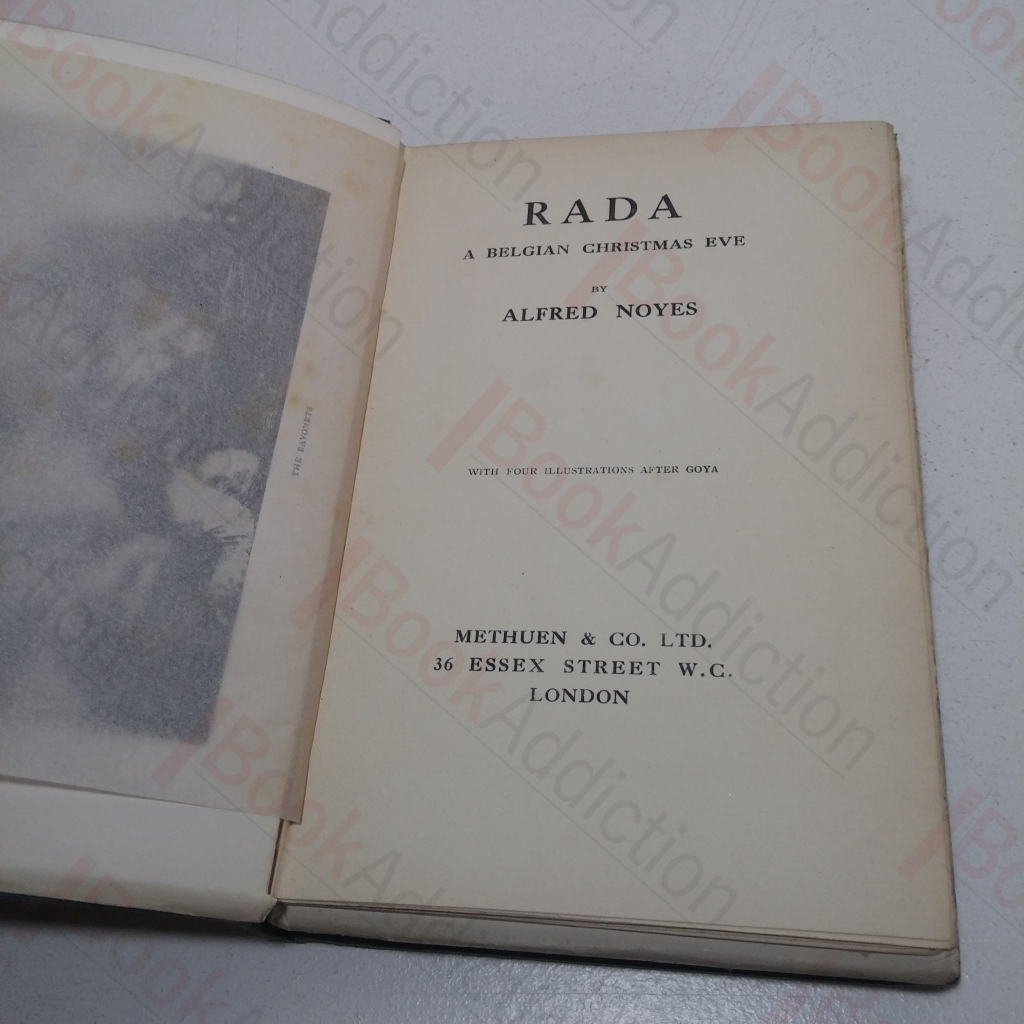 THE BAYONETS
RADA
A BELGIAN CHRISTMAS EVE
BY
ALFRED NOYES
WITH FOUR ILLUSTRATIONS AFTER GOYA
METHUEN & CO. LTD.
36 ESSEX STREET W.C.
LONDON
BookAddiction